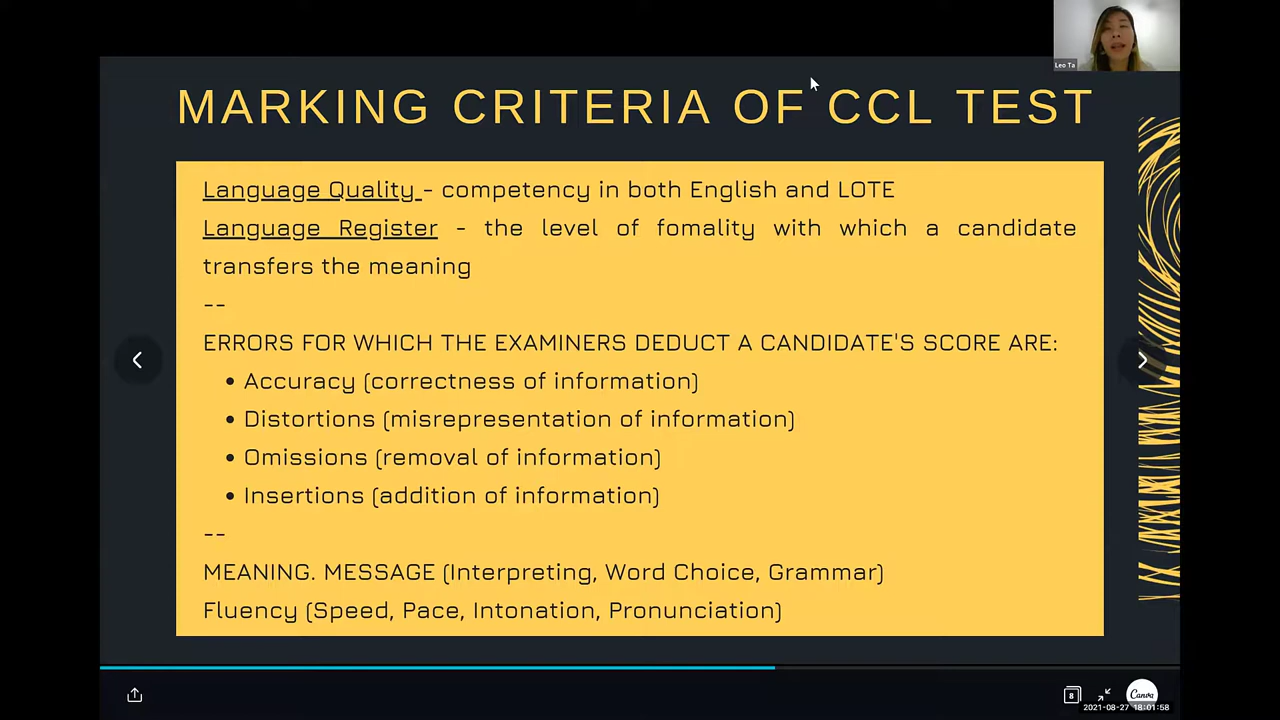 Leo Ta
MARKING CRITERIA OF CCL TEST
Language Quality - competency in both English and LOTE
Language Register - the level of fomality with which a candidate
transfers the meaning
--
ERRORS FOR WHICH THE EXAMINERS DEDUCT A CANDIDATE'S SCORE ARE:
• Accuracy (correctness of information)
• Distortions (misrepresentation of information)
• Omissions (removal of information)
• Insertions (addition of information)
--
MEANING. MESSAGE (Interpreting, Word Choice, Grammar)
Fluency (Speed, Pace, Intonation, Pronunciation)
8
Canva
2021-08-27 18:01:58